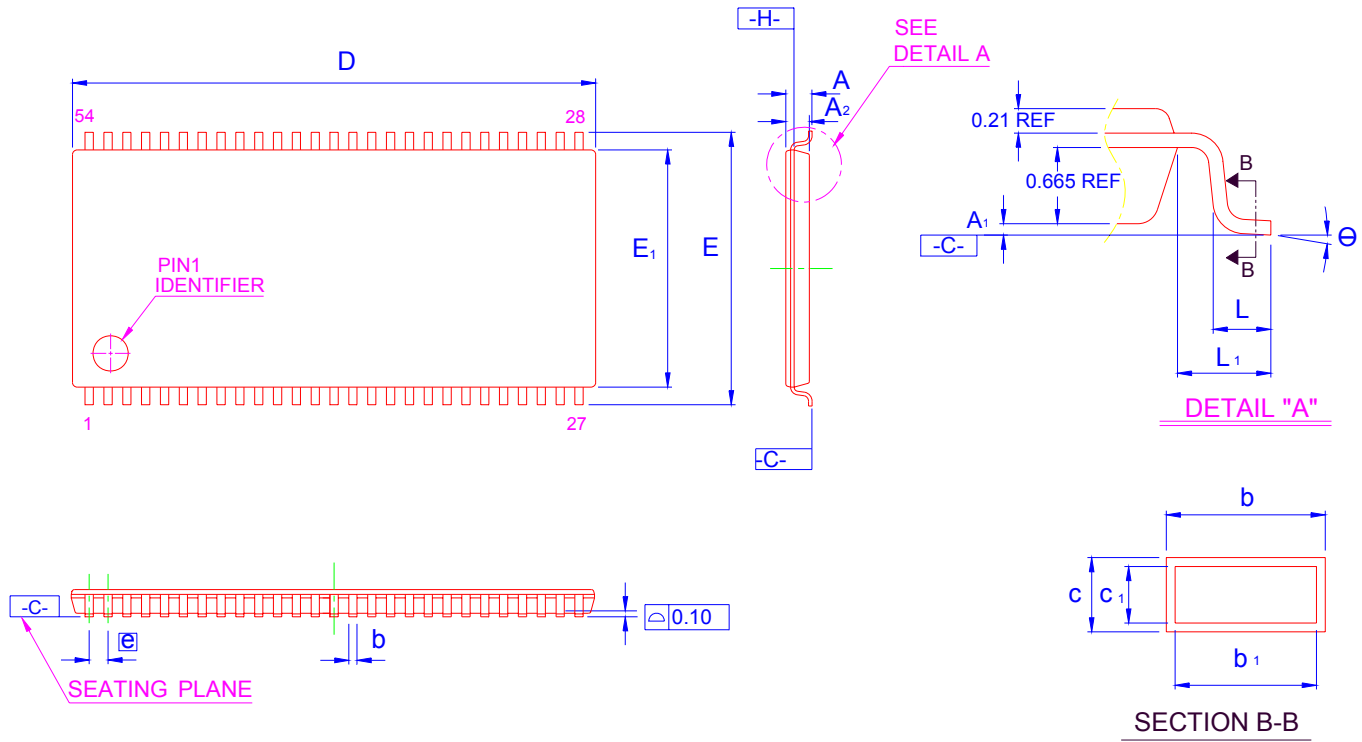 -H-
SEE
DETAIL A
D
A
A2
54
28
0.21 REF
B
0.665 REF
A1
-C-
Θ
B
E1
E
PIN1
IDENTIFIER
L
L1
1
27
DETAIL "A"
-C-
b
c
c1
b1
SECTION B-B
-C-
0.10
e
b
SEATING PLANE